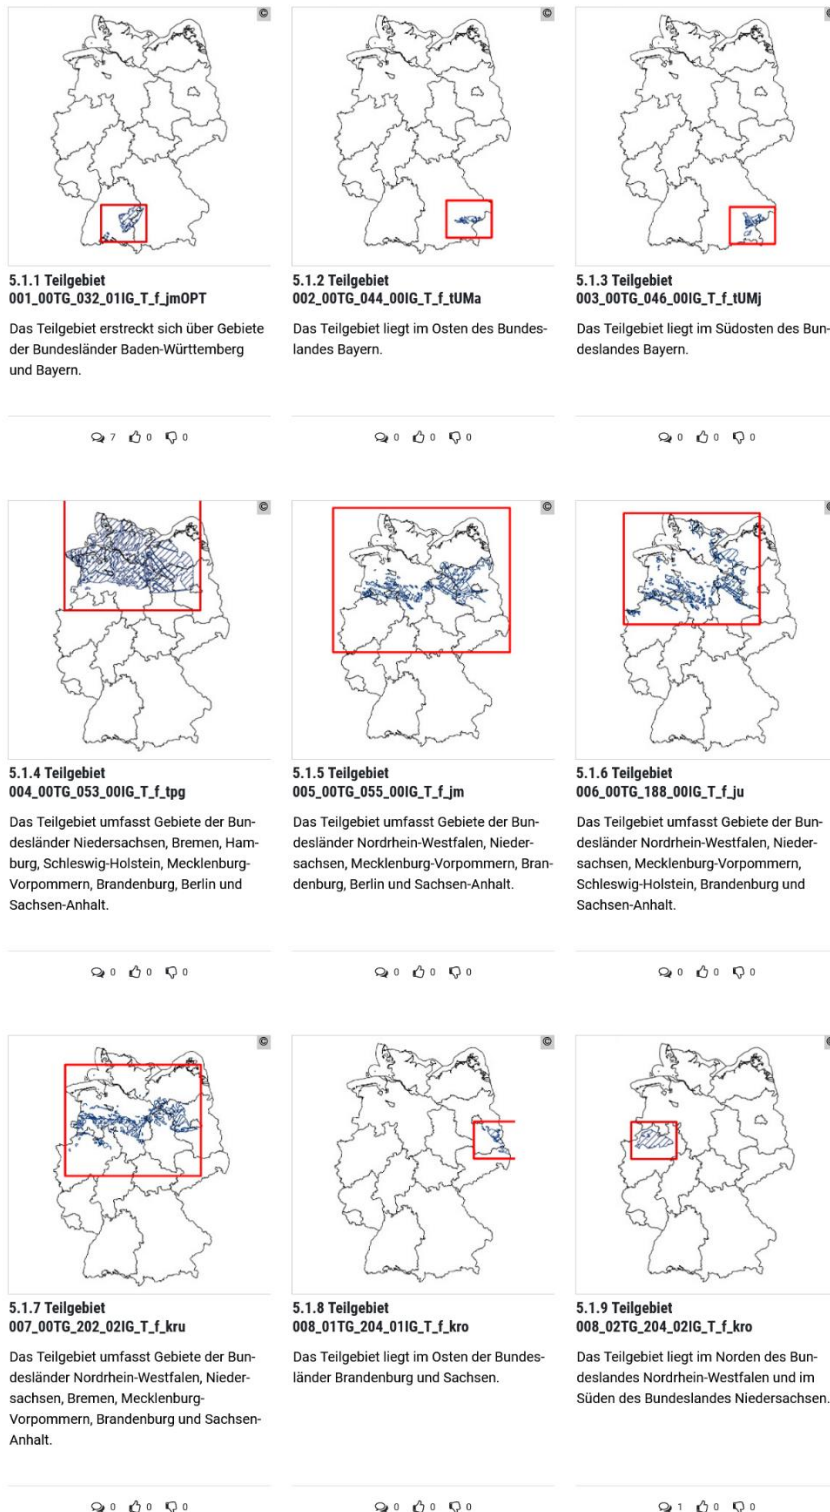 ©
©
©
5.1.1 Teilgebiet
001_00TG_032_01IG_T_f_jmOPT
Das Teilgebiet erstreckt sich über Gebiete
der Bundesländer Baden-Württemberg
und Bayern.
7 0 0
5.1.2 Teilgebiet
002_00TG_044_00IG_T_f_tUMa
Das Teilgebiet liegt im Osten des Bundes-
landes Bayern.
0 0 0
5.1.3 Teilgebiet
003_00TG_046_00IG_T_f_tUMj
Das Teilgebiet liegt im Südosten des Bun-
deslandes Bayern.
0 0 0
©
©
©
5.1.4 Teilgebiet
004_00TG_053_00IG_T_f_tpg
Das Teilgebiet umfasst Gebiete der Bun-
desländer Niedersachsen, Bremen, Ham-
burg, Schleswig-Holstein, Mecklenburg-
Vorpommern, Brandenburg, Berlin und
Sachsen-Anhalt.
0 0 0
5.1.5 Teilgebiet
005_00TG_055_00IG_T_f_jm
Das Teilgebiet umfasst Gebiete der Bun-
desländer Nordrhein-Westfalen, Nieder-
sachsen, Mecklenburg-Vorpommern, Bran-
denburg, Berlin und Sachsen-Anhalt.
0 0 0
5.1.6 Teilgebiet
006_00TG_188_00IG_T_f_ju
Das Teilgebiet umfasst Gebiete der Bun-
desländer Nordrhein-Westfalen, Nieder-
sachsen, Mecklenburg-Vorpommern,
Schleswig-Holstein, Brandenburg und
Sachsen-Anhalt.
0 0 0
©
©
©
5.1.7 Teilgebiet
007_00TG_202_02IG_T_f_kru
Das Teilgebiet umfasst Gebiete der Bun-
desländer Nordrhein-Westfalen, Nieder-
sachsen, Bremen, Mecklenburg-
Vorpommern, Brandenburg und Sachsen-
Anhalt.
0 0 0
5.1.8 Teilgebiet
008_01TG_204_01IG_T_f_kro
Das Teilgebiet liegt im Osten der Bundes-
länder Brandenburg und Sachsen.
0 0 0
5.1.9 Teilgebiet
008_02TG_204_02IG_T_f_kro
Das Teilgebiet liegt im Norden des Bun-
deslandes Nordrhein-Westfalen und im
Süden des Bundeslandes Niedersachsen.
1 0 0